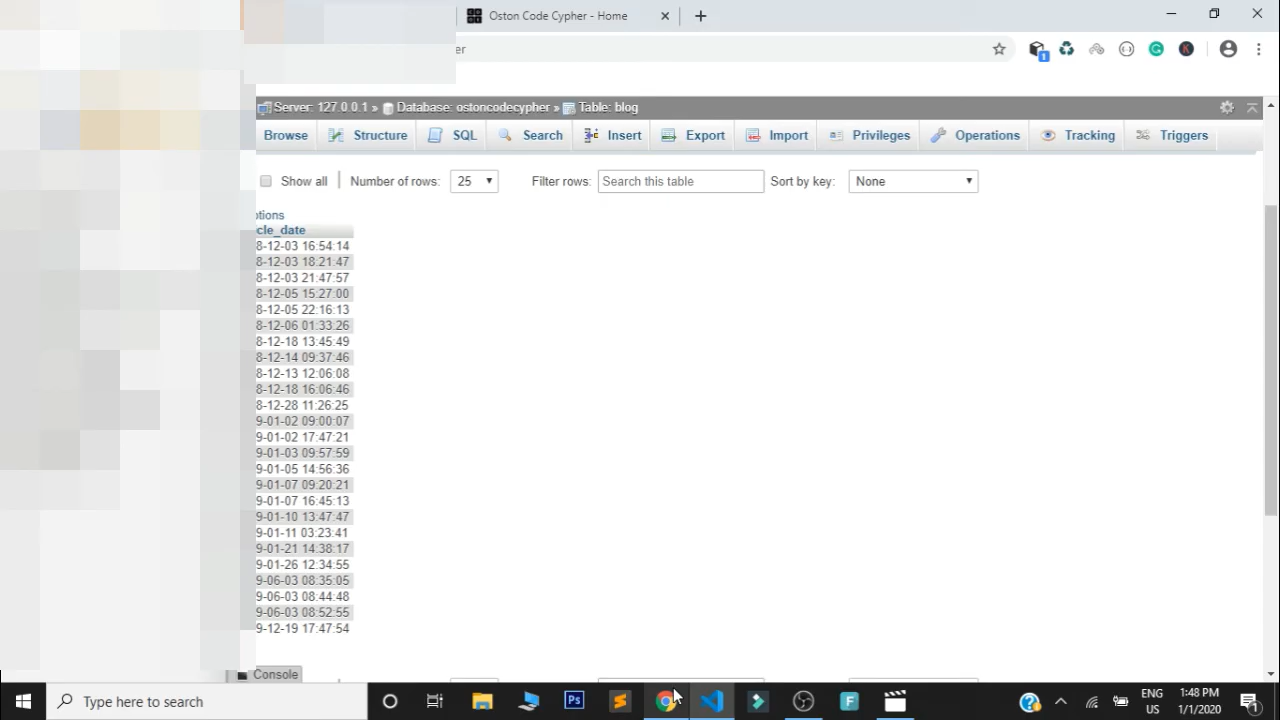 Oston Code Cypher - Home
er
Server: 127.0.0.1 » Database: ostoncodecypher » Table: blog
Browse Structure SQL Search Insert Export Import Privileges Operations Tracking Triggers
Show all Number of rows: 25 Filter rows: Search this table Sort by key: None
ptions
cle_date
8-12-03 16:54:14
8-12-03 18:21:47
8-12-03 21:47:57
8-12-05 15:27:00
8-12-05 22:16:13
8-12-06 01:33:26
8-12-18 13:45:49
8-12-14 09:37:46
8-12-13 12:06:08
8-12-18 16:06:46
8-12-28 11:26:25
9-01-02 09:00:07
9-01-02 17:47:21
9-01-03 09:57:59
9-01-05 14:56:36
9-01-07 09:20:21
9-01-07 16:45:13
9-01-10 13:47:47
9-01-11 03:23:41
9-01-21 14:38:17
9-01-26 12:34:55
9-06-03 08:35:05
9-06-03 08:44:48
9-06-03 08:52:55
9-12-19 17:47:54
Console
Type here to search
ENG 1:48 PM
US 1/1/2020